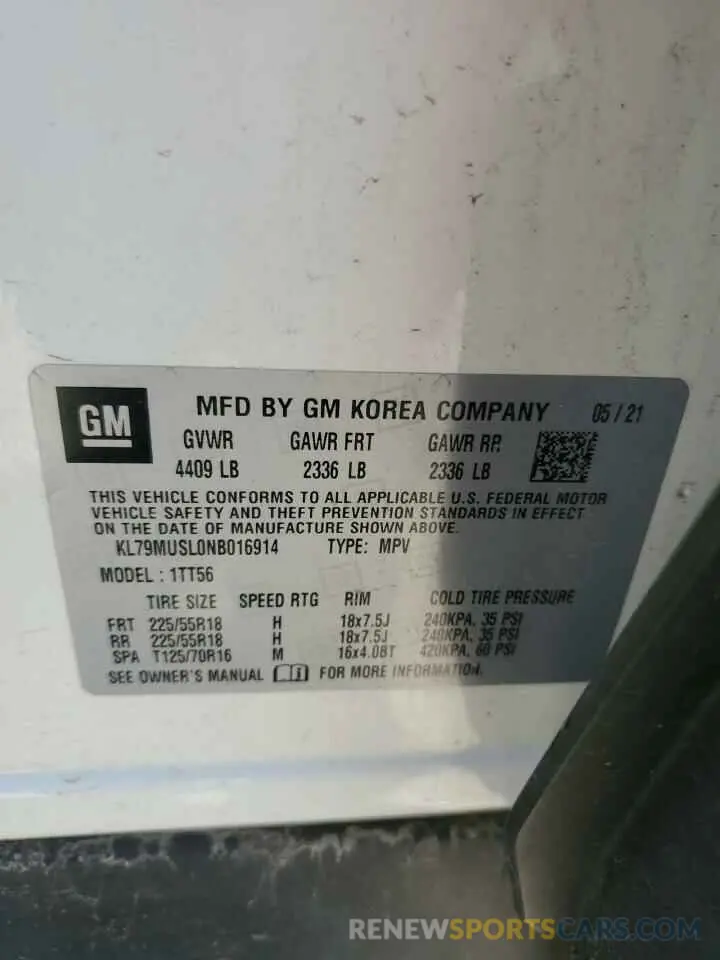 GM
MFD BY GM KOREA COMPANY 05/21
GVWR GAWR FRT GAWR RR
4409 LB 2336 LB 2336 LB
THIS VEHICLE CONFORMS TO ALL APPLICABLE U.S. FEDERAL MOTOR
VEHICLE SAFETY AND THEFT PREVENTION STANDARDS IN EFFECT
ON THE DATE OF MANUFACTURE SHOWN ABOVE.
KL79MUSL0NB016914 TYPE: MPV
MODEL: 1TT56
TIRE SIZE SPEED RTG RIM COLD TIRE PRESSURE
FRT 225/55R18 H 18x7.5J 240KPA, 35 PSI
RR 225/55R18 H 18x7.5J 240KPA, 35 PSI
SPA T125/70R16 M 16x4.0BT 420KPA, 60 PSI
SEE OWNER'S MANUAL FOR MORE INFORMATION.
RENEWSPORTSCARS.COM